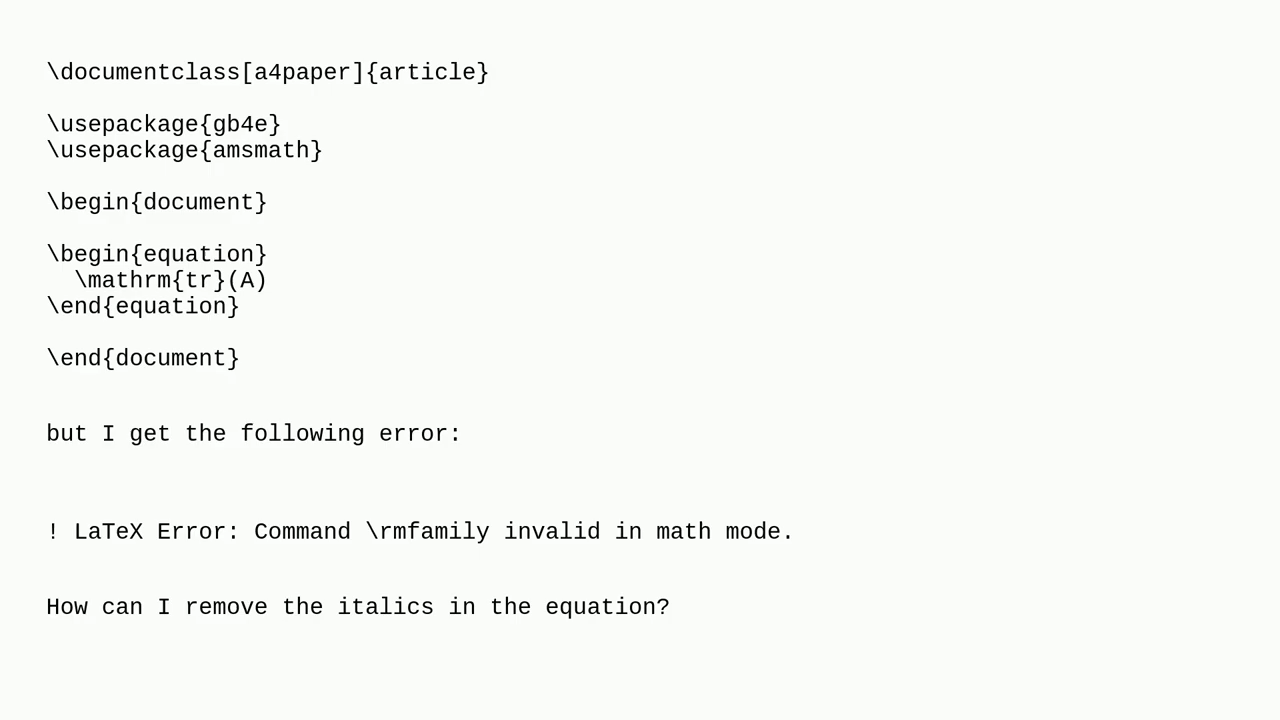 \documentclass[a4paper]{article}
\usepackage{gb4e}
\usepackage{amsmath}
\begin{document}
\begin{equation}
  \mathrm{tr}(A)
\end{equation}
\end{document}
but I get the following error:
! LaTeX Error: Command \rmfamily invalid in math mode.
How can I remove the italics in the equation?